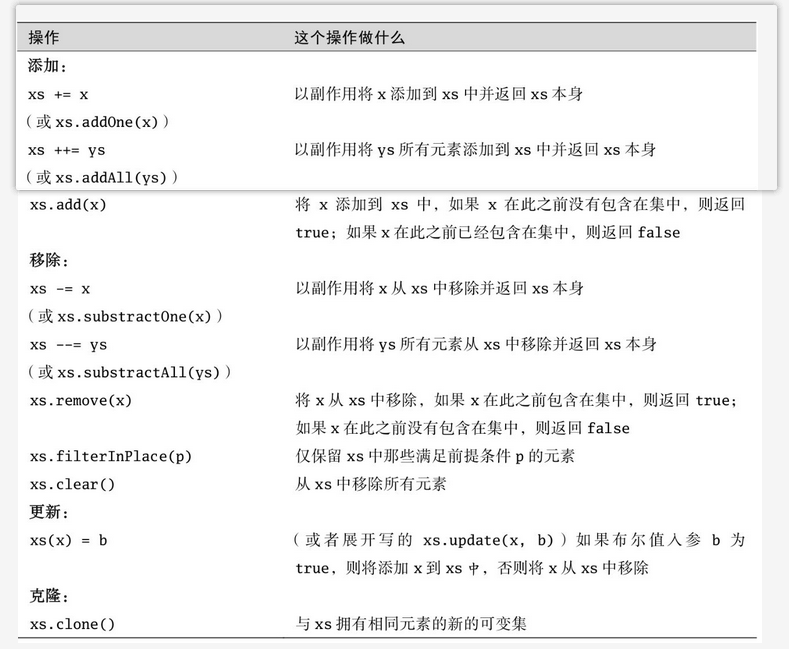 操作 这个操作做什么
添加：
xs += x 以副作用将 x 添加到 xs 中并返回 xs 本身
（或 xs.addOne(x)）
xs ++= ys 以副作用将 ys 所有元素添加到 xs 中并返回 xs 本身
（或 xs.addAll(ys)）
xs.add(x) 将 x 添加到 xs 中，如果 x 在此之前没有包含在集中，则返回
true；如果 x 在此之前已经包含在集中，则返回 false
移除：
xs -= x 以副作用将 x 从 xs 中移除并返回 xs 本身
（或 xs.substractOne(x)）
xs --= ys 以副作用将 ys 所有元素从 xs 中移除并返回 xs 本身
（或 xs.substractAll(ys)）
xs.remove(x) 将 x 从 xs 中移除，如果 x 在此之前包含在集中，则返回 true；
如果 x 在此之前没有包含在集中，则返回 false
xs.filterInPlace(p) 仅保留 xs 中那些满足前提条件 p 的元素
xs.clear() 从 xs 中移除所有元素
更新：
xs(x) = b （或者展开写的 xs.update(x, b)）如果布尔值入参 b 为
true，则将添加 x 到 xs 中，否则将 x 从 xs 中移除
克隆：
xs.clone() 与 xs 拥有相同元素的新的可变集